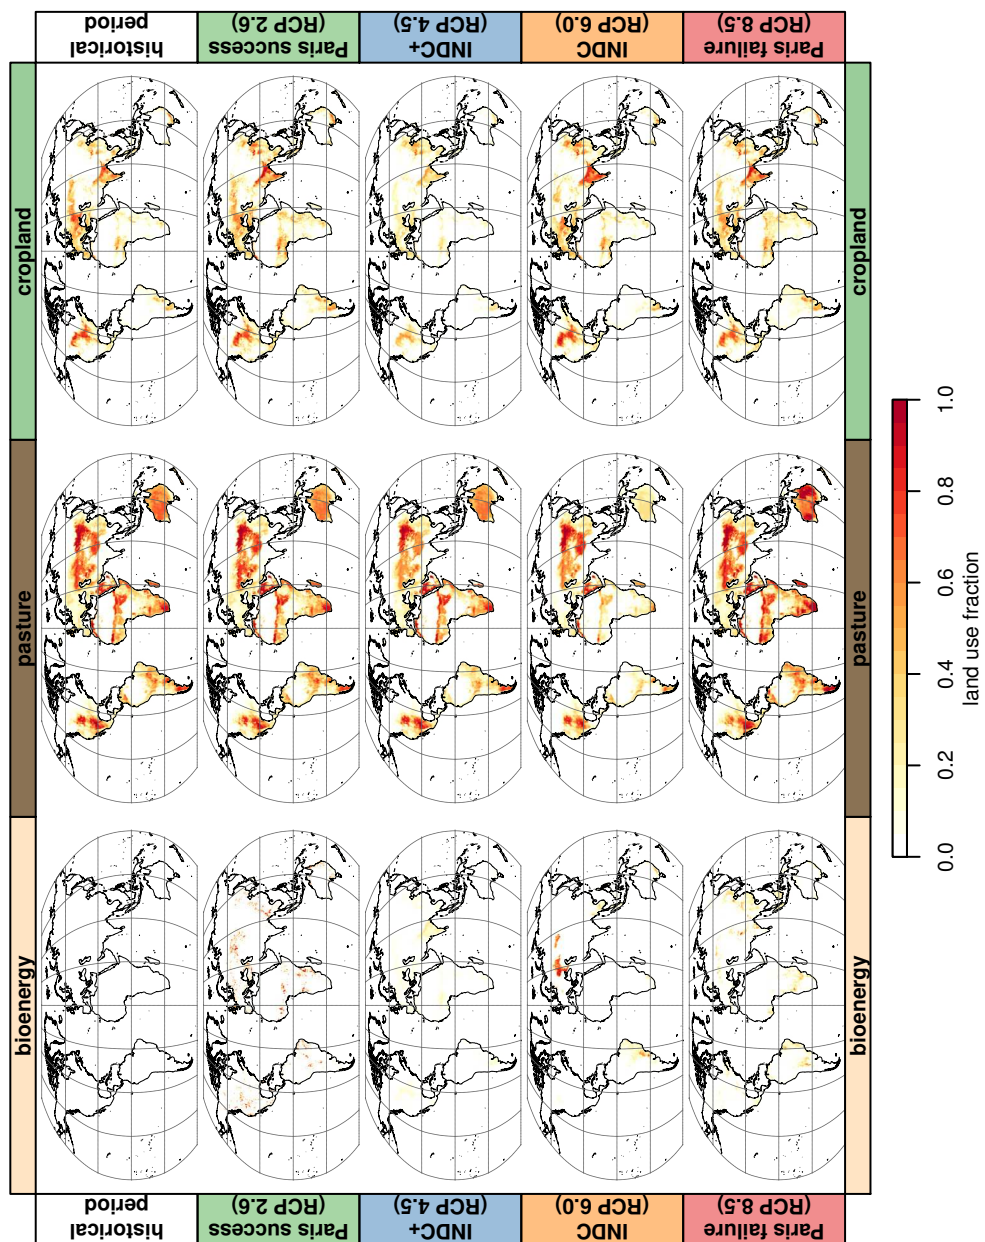 bioenergy
pasture
cropland
historical
period
historical
period
Paris success
(RCP 2.6)
Paris success
(RCP 2.6)
INDC+
(RCP 4.5)
INDC+
(RCP 4.5)
INDC
(RCP 6.0)
INDC
(RCP 6.0)
Paris failure
(RCP 8.5)
Paris failure
(RCP 8.5)
bioenergy
pasture
cropland
0.0 0.2 0.4 0.6 0.8 1.0
land use fraction